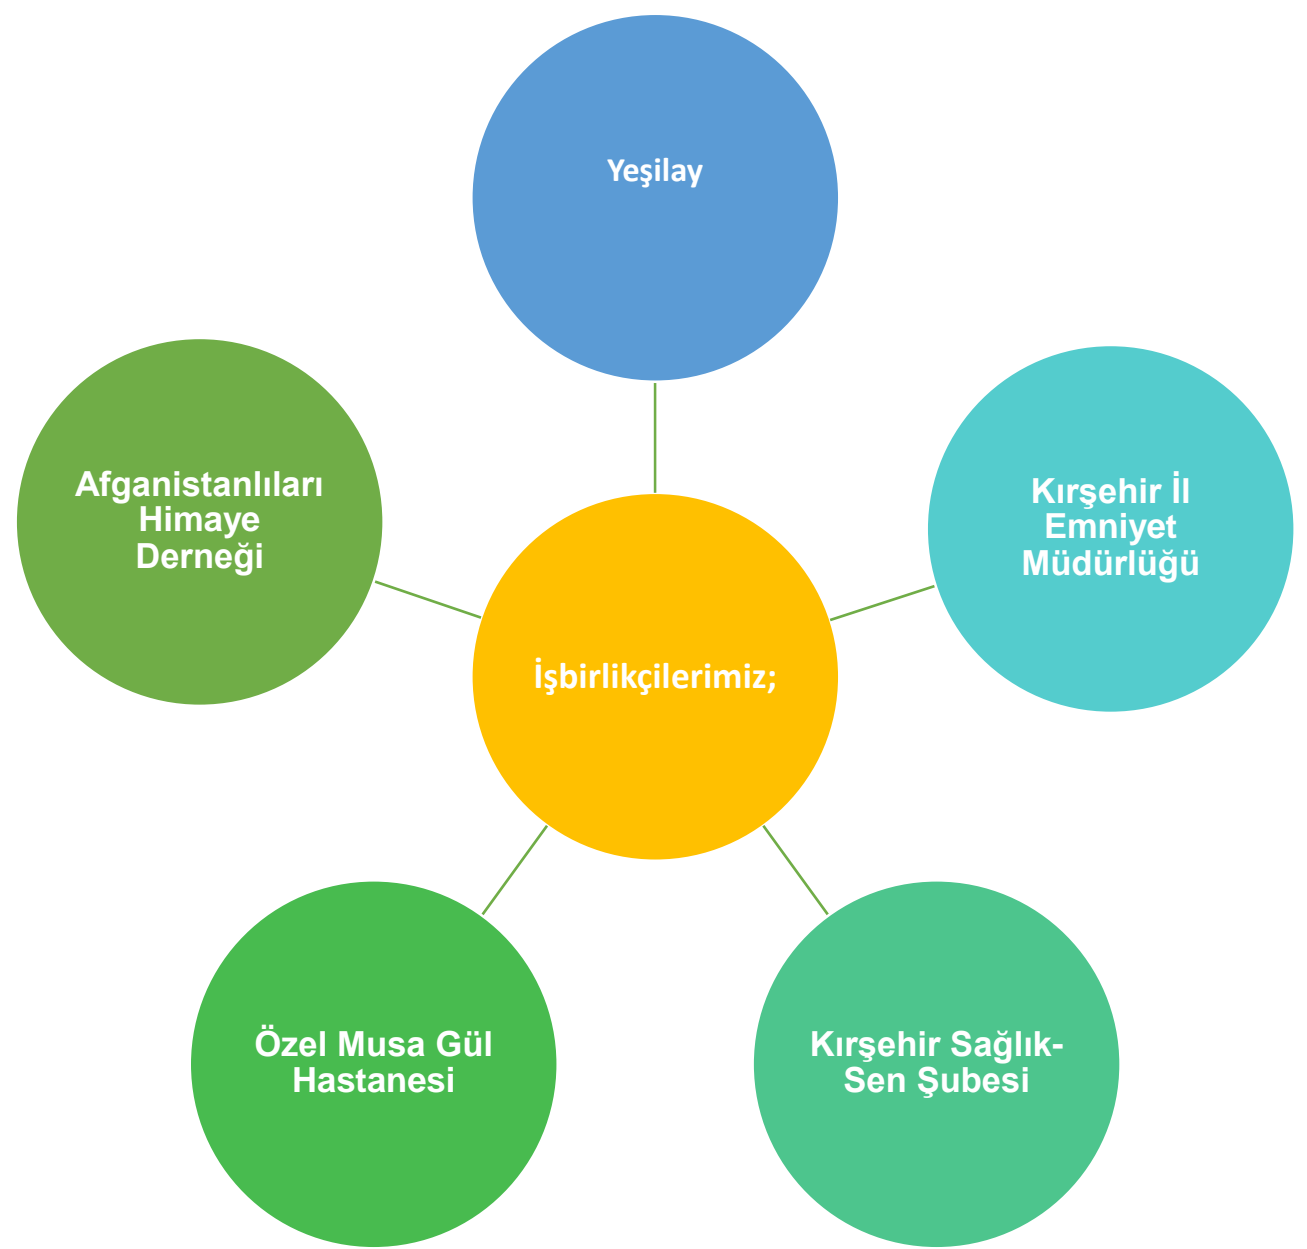 Yeşilay
Afganistanlıları
Himaye
Derneği
Kırşehir İl
Emniyet
Müdürlüğü
İşbirlikçilerimiz;
Özel Musa Gül
Hastanesi
Kırşehir Sağlık-
Sen Şubesi